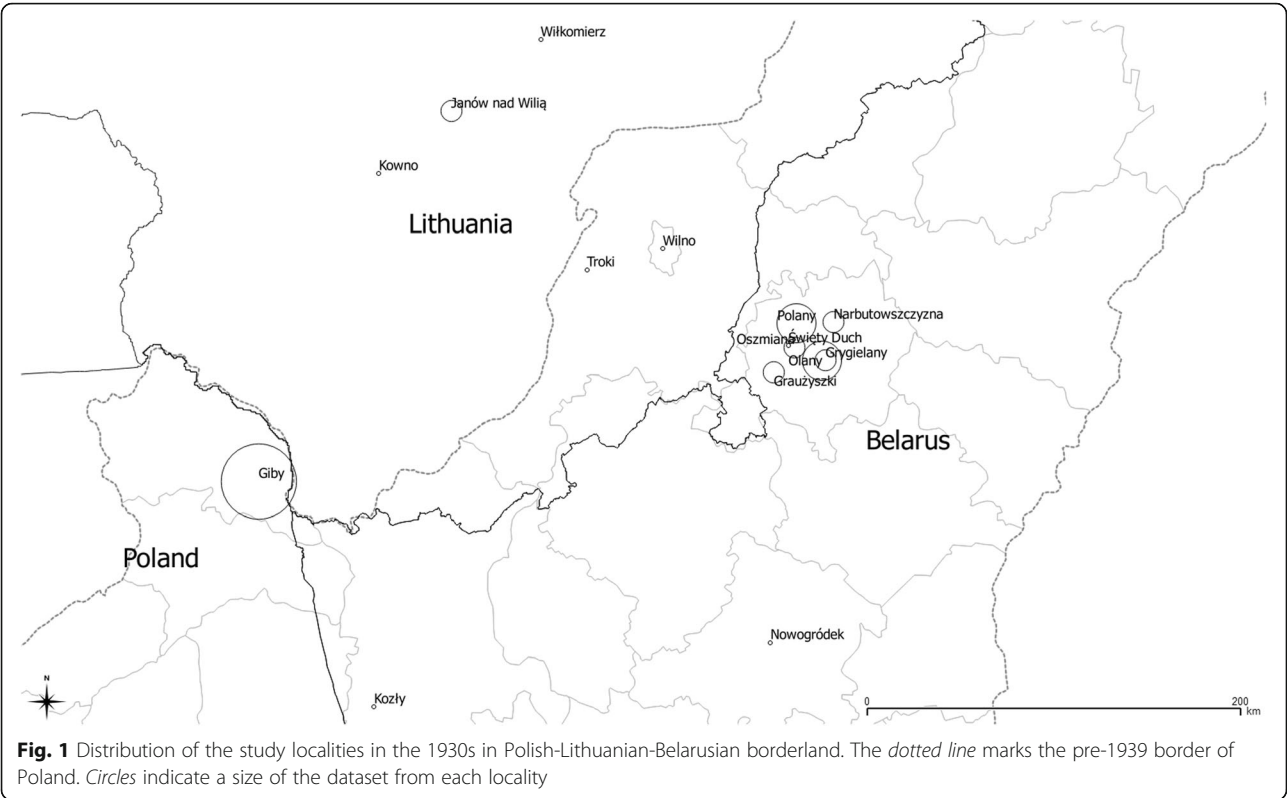 Wiłkomierz
Janów nad Wilią
Kowno
Lithuania
Wilno
Troki
Polany
Narbutowszczyzna
Oszmiana
Święty Duch
Grygielany
Olany
Graużyszki
Belarus
Giby
Poland
Nowogródek
N
Kozły
0
200
km
Fig. 1 Distribution of the study localities in the 1930s in Polish-Lithuanian-Belarusian borderland. The dotted line marks the pre-1939 border of
Poland. Circles indicate a size of the dataset from each locality